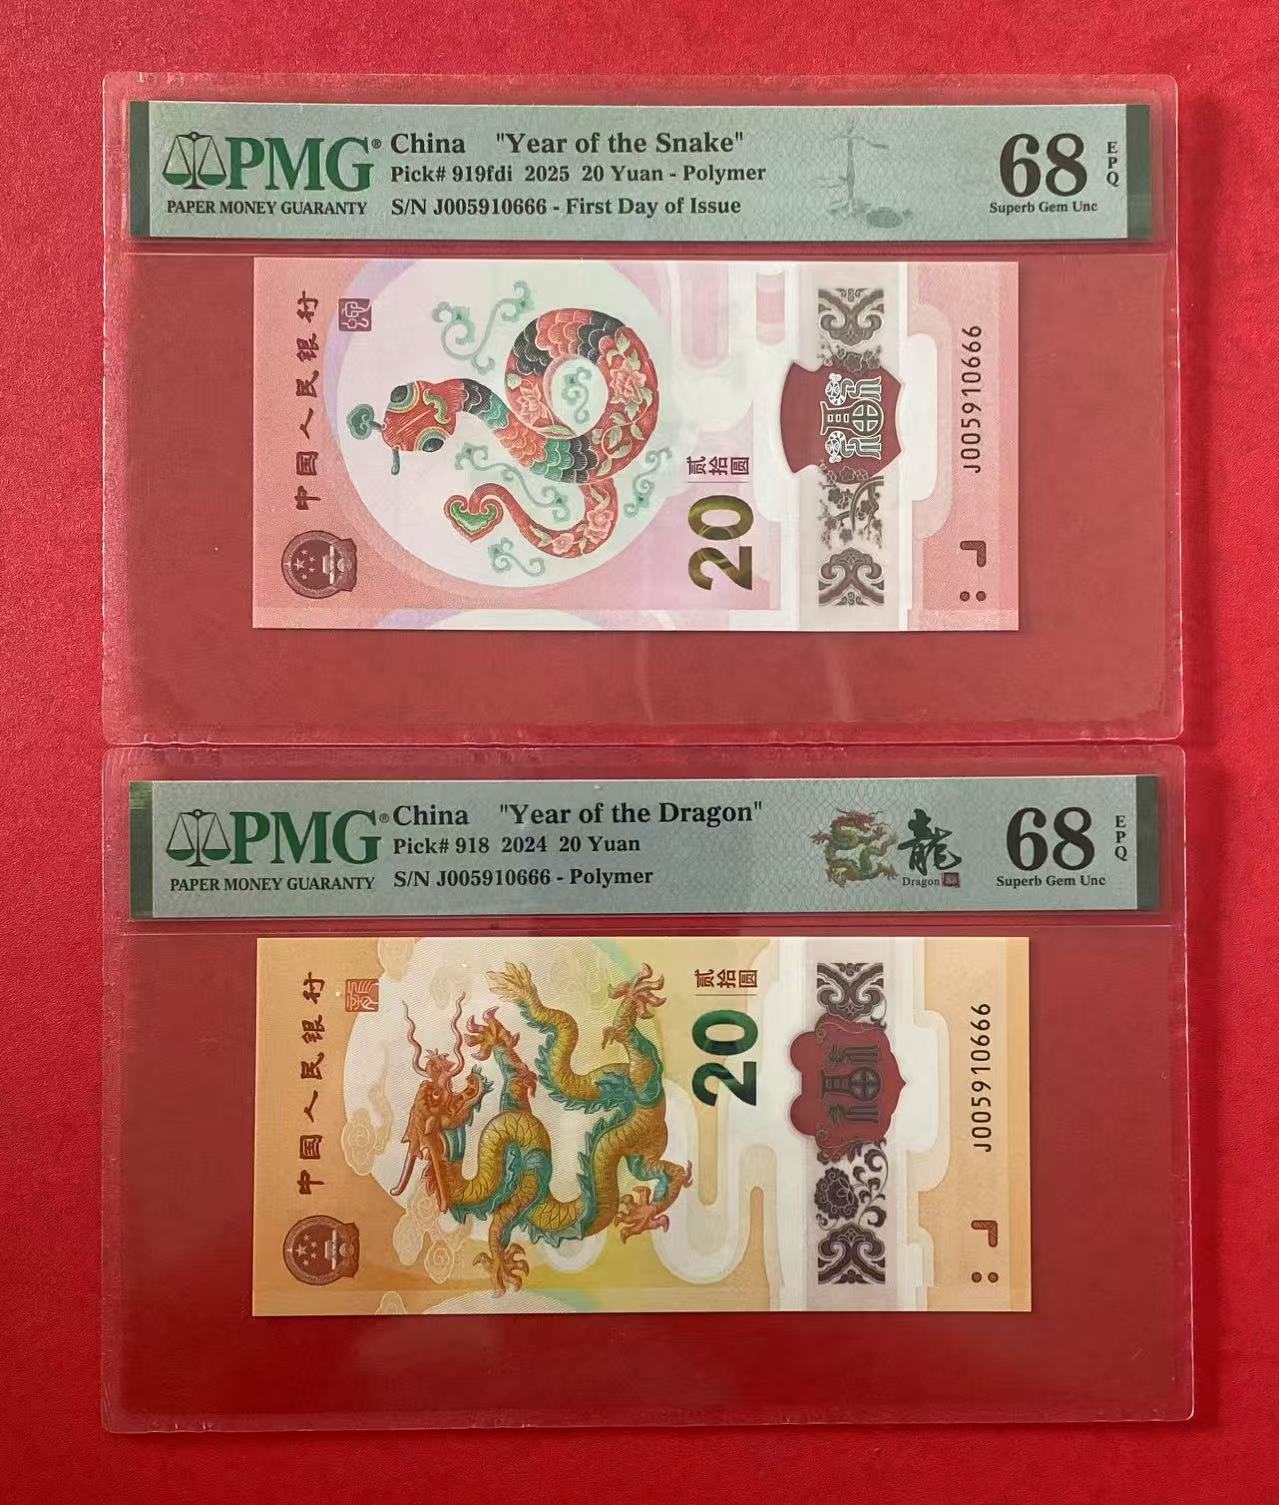 PMG®
PAPER MONEY GUARANTY
China "Year of the Snake"
Pick# 919fdi 2025 20 Yuan - Polymer
S/N J005910666 - First Day of Issue
68
EPQ
Superb Gem Unc
中国人民银行
贰拾圆
20
福
J005910666
PMG®
PAPER MONEY GUARANTY
China "Year of the Dragon"
Pick# 918 2024 20 Yuan
S/N J005910666 - Polymer
龍
Dragon
68
EPQ
Superb Gem Unc
中国人民银行
贰拾圆
20
福
J005910666